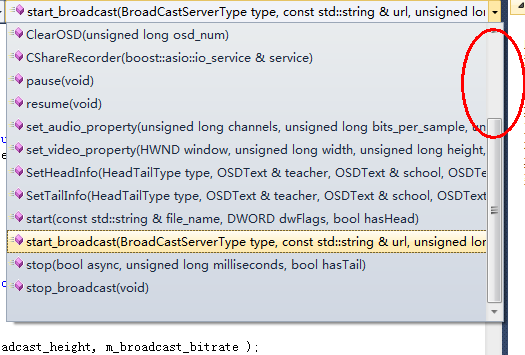 start_broadcast(BroadCastServerType type, const std::string & url, unsigned lon
ClearOSD(unsigned long osd_num)
CShareRecorder(boost::asio::io_service & service)
pause(void)
resume(void)
set_audio_property(unsigned long channels, unsigned long bits_per_sample, un
set_video_property(HWND window, unsigned long width, unsigned long height,
SetHeadInfo(HeadTailType type, OSDText & teacher, OSDText & school, OSDTe
SetTailInfo(HeadTailType type, OSDText & teacher, OSDText & school, OSDTex
start(const std::string & file_name, DWORD dwFlags, bool hasHead)
start_broadcast(BroadCastServerType type, const std::string & url, unsigned lon
stop(bool async, unsigned long milliseconds, bool hasTail)
stop_broadcast(void)
adcast_height, m_broadcast_bitrate );